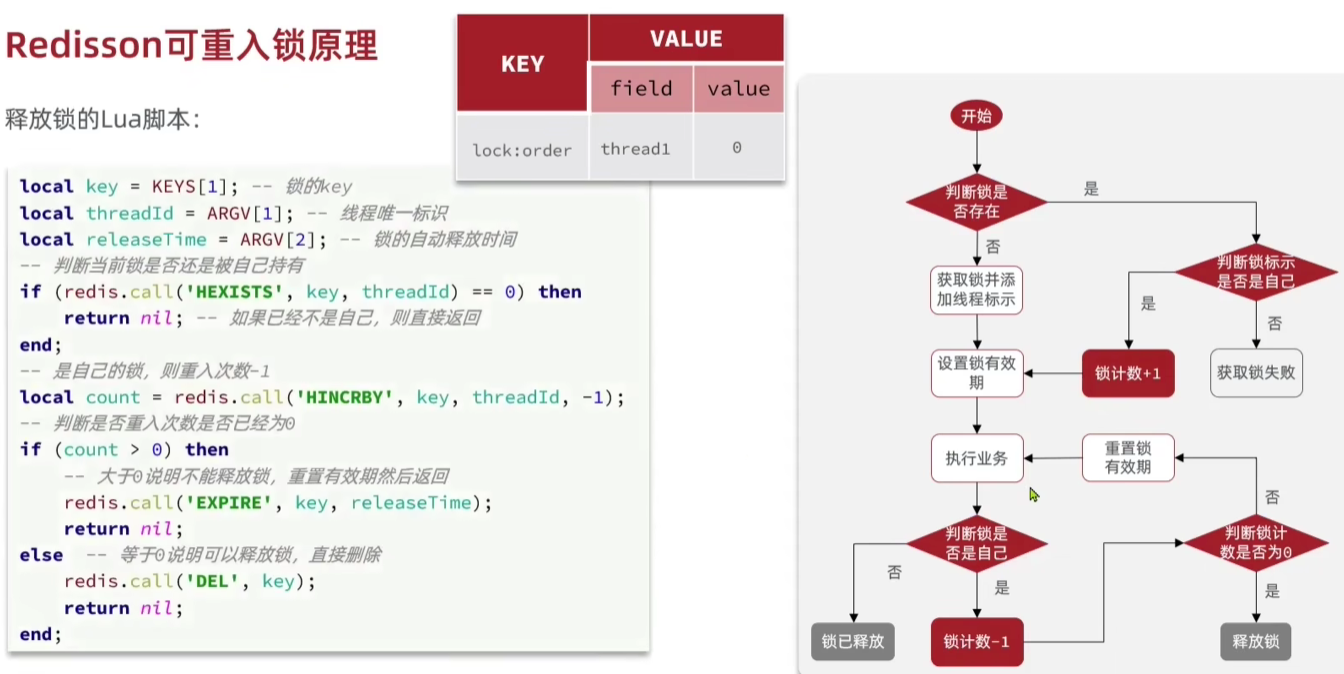 Redisson可重入锁原理
释放锁的Lua脚本：
KEY
VALUE
field
value
lock:order
thread1
0
local key = KEYS[1]; -- 锁的key
local threadId = ARGV[1]; -- 线程唯一标识
local releaseTime = ARGV[2]; -- 锁的自动释放时间
-- 判断当前锁是否还是被自己持有
if (redis.call('HEXISTS', key, threadId) == 0) then
    return nil; -- 如果已经不是自己，则直接返回
end;
-- 是自己的锁，则重入次数-1
local count = redis.call('HINCRBY', key, threadId, -1);
-- 判断是否重入次数是否已经为0
if (count > 0) then
    -- 大于0说明不能释放锁，重置有效期然后返回
    redis.call('EXPIRE', key, releaseTime);
    return nil;
else  -- 等于0说明可以释放锁，直接删除
    redis.call('DEL', key);
    return nil;
end;
开始
判断锁是
否存在
是
否
获取锁并添
加线程标示
判断锁标示
是否是自己
是
否
设置锁有效
期
锁计数+1
获取锁失败
执行业务
重置锁
有效期
否
判断锁是
否是自己
判断锁计
数是否为0
否
是
是
锁已释放
锁计数-1
释放锁